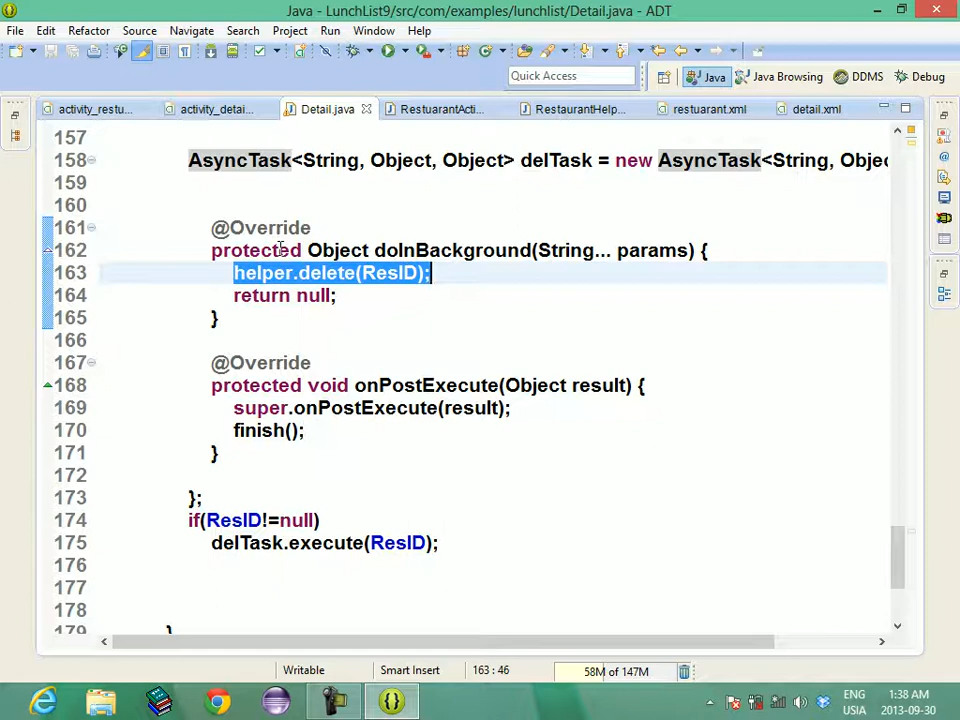 Java - LunchList9/src/com/examples/lunchlist/Detail.java - ADT
File Edit Refactor Source Navigate Search Project Run Window Help
Quick Access Java Java Browsing DDMS Debug
activity_restu... activity_detai... Detail.java RestuarantActi... RestaurantHelp... restuarant.xml detail.xml
157
158 AsyncTask<String, Object, Object> delTask = new AsyncTask<String, Objec
159
160
161 @Override
162 protected Object doInBackground(String... params) {
163 helper.delete(ResID);
164 return null;
165 }
166
167 @Override
168 protected void onPostExecute(Object result) {
169 super.onPostExecute(result);
170 finish();
171 }
172
173 };
174 if(ResID!=null)
175 delTask.execute(ResID);
176
177
178
179 }
Writable Smart Insert 163 : 46 58M of 147M
ENG 1:38 AM
USIA 2013-09-30